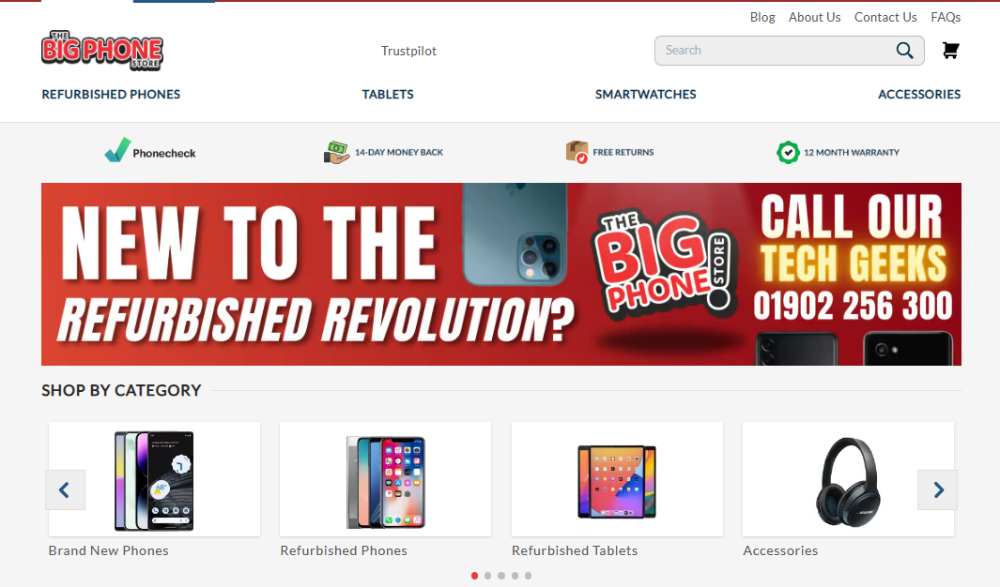 Blog About Us Contact Us FAQs
THE
BIG PHONE
STORE
Trustpilot
Search
REFURBISHED PHONES TABLETS SMARTWATCHES ACCESSORIES
Phonecheck 14-DAY MONEY BACK FREE RETURNS 12 MONTH WARRANTY
NEW TO THE
REFURBISHED REVOLUTION?
THE
BIG
PHONE
STORE
CALL OUR
TECH GEEKS
01902 256 300
SHOP BY CATEGORY
68°
Brand New Phones Refurbished Phones Refurbished Tablets Accessories